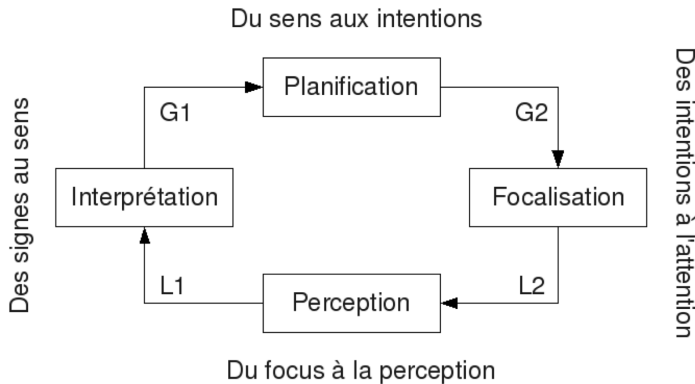 Du sens aux intentions
Planification
G1
G2
Des signes au sens
Des intentions à l'attention
Interprétation
Focalisation
L1
L2
Perception
Du focus à la perception